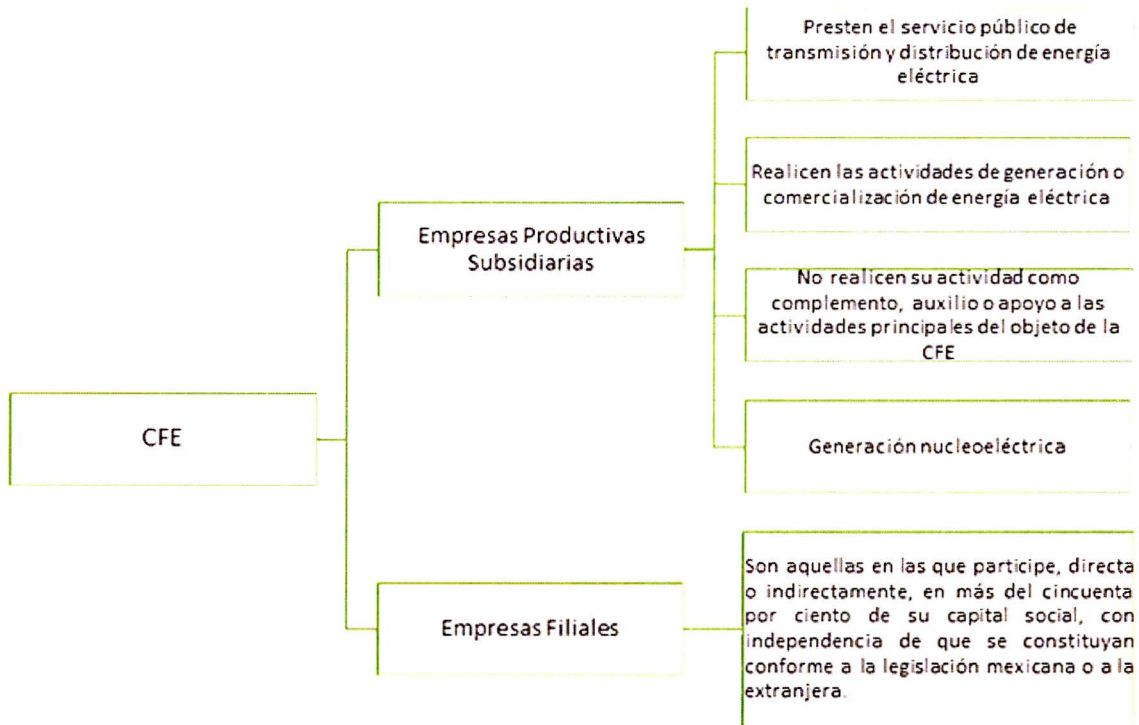 Presten el servicio público de
transmisión y distribución de energía
eléctrica
Realicen las actividades de generación o
comercialización de energía eléctrica
Empresas Productivas
Subsidiarias
No realicen su actividad como
complemento, auxilio o apoyo a las
actividades principales del objeto de la
CFE
CFE
Generación nucleoeléctrica
Son aquellas en las que participe, directa
o indirectamente, en más del cincuenta
por ciento de su capital social, con
independencia de que se constituyan
conforme a la legislación mexicana o a la
extranjera.
Empresas Filiales